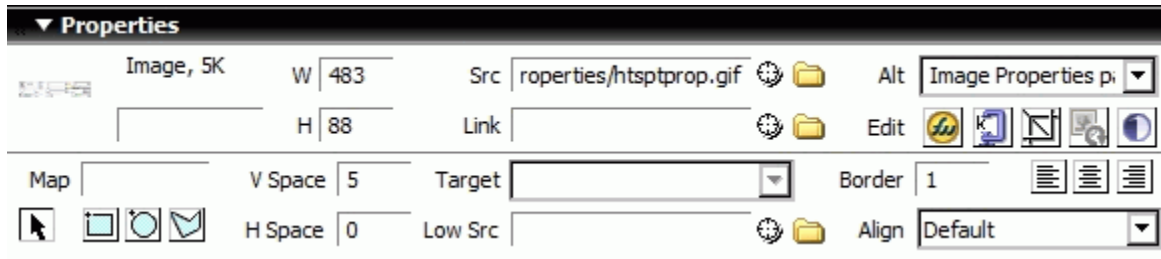 Properties
Image, 5K W 483 Src roperties/htsptprop.gif Alt Image Properties pa
H 88 Link Edit
Map V Space 5 Target Border 1
H Space 0 Low Src Align Default